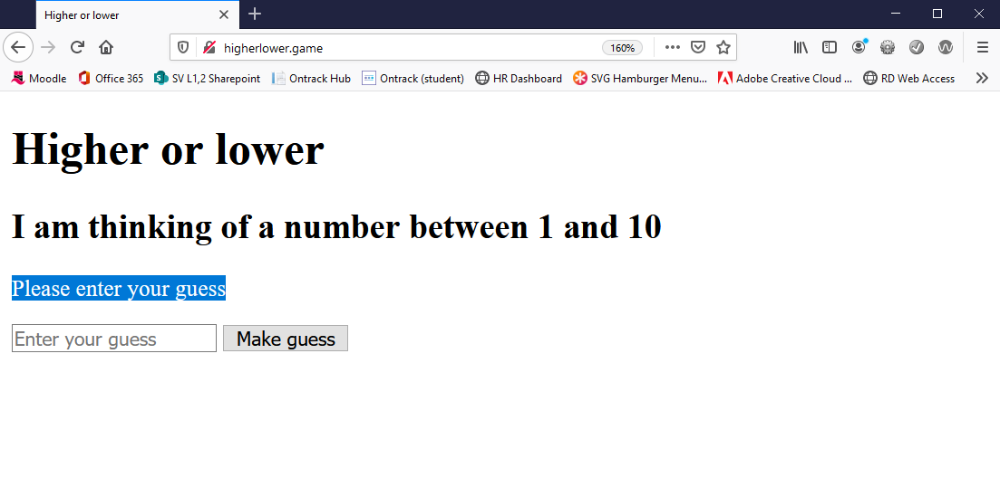 Higher or lower
higherlower.game 160%
Moodle Office 365 SV L1,2 Sharepoint Ontrack Hub Ontrack (student) HR Dashboard SVG Hamburger Menu... Adobe Creative Cloud ... RD Web Access
Higher or lower
I am thinking of a number between 1 and 10
Please enter your guess
Enter your guess Make guess